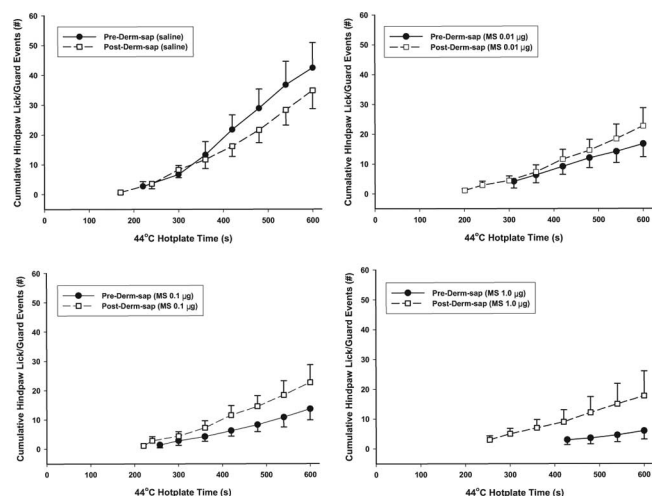 Cumulative Hindpaw Lick/Guard Events (#)
60
50
40
30
20
10
0
Pre-Derm-sap (saline)
Post-Derm-sap (saline)
0 100 200 300 400 500 600
44°C Hotplate Time (s)
Cumulative Hindpaw Lick/Guard Events (#)
60
50
40
30
20
10
0
Pre-Derm-sap (MS 0.01 µg)
Post-Derm-sap (MS 0.01 µg)
0 100 200 300 400 500 600
44°C Hotplate Time (s)
Cumulative Hindpaw Lick/Guard Events (#)
60
50
40
30
20
10
0
Pre-Derm-sap (MS 0.1 µg)
Post-Derm-sap (MS 0.1 µg)
0 100 200 300 400 500 600
44°C Hotplate Time (s)
Cumulative Hindpaw Lick/Guard Events (#)
60
50
40
30
20
10
0
Pre-Derm-sap (MS 1.0 µg)
Post-Derm-sap (MS 1.0 µg)
0 100 200 300 400 500 600
44°C Hotplate Time (s)